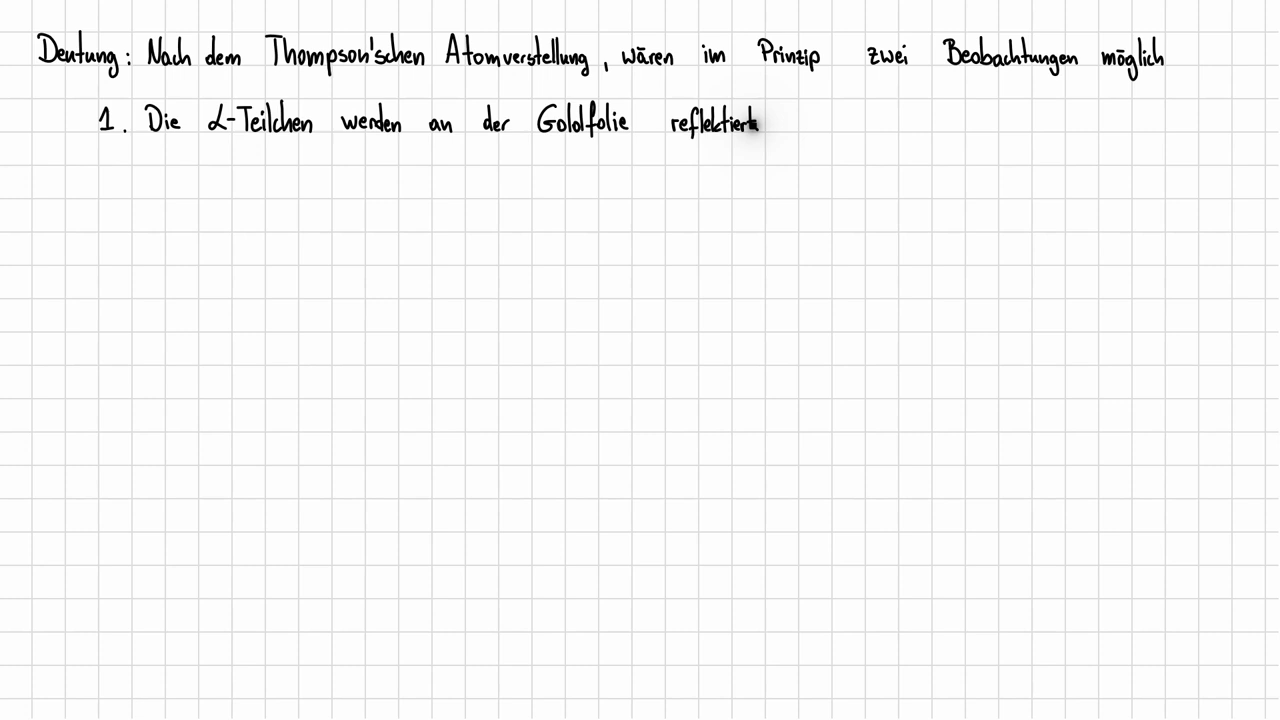 Deutung: Nach dem Thompson'schen Atomverstellung, wären im Prinzip zwei Beobachtungen möglich
1. Die α-Teilchen werden an der Goldfolie reflektiert